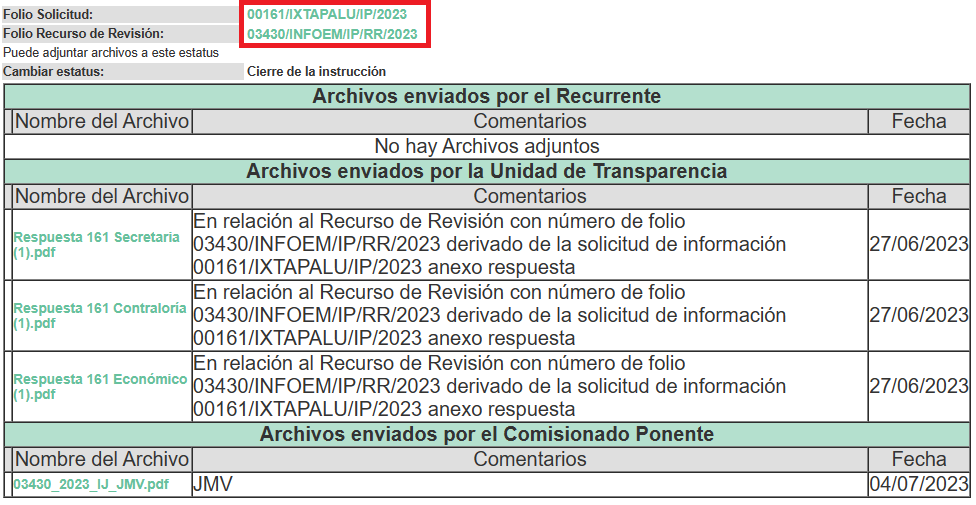 Folio Solicitud: 00161/IXTAPALU/IP/2023
Folio Recurso de Revisión: 03430/INFOEM/IP/RR/2023
Puede adjuntar archivos a este estatus
Cambiar estatus: Cierre de la instrucción
Archivos enviados por el Recurrente
Nombre del Archivo Comentarios Fecha
No hay Archivos adjuntos
Archivos enviados por la Unidad de Transparencia
Nombre del Archivo Comentarios Fecha
Respuesta 161 Secretaria
(1).pdf
En relación al Recurso de Revisión con número de folio
03430/INFOEM/IP/RR/2023 derivado de la solicitud de información
00161/IXTAPALU/IP/2023 anexo respuesta
27/06/2023
Respuesta 161 Contraloría
(1).pdf
En relación al Recurso de Revisión con número de folio
03430/INFOEM/IP/RR/2023 derivado de la solicitud de información
00161/IXTAPALU/IP/2023 anexo respuesta
27/06/2023
Respuesta 161 Económico
(1).pdf
En relación al Recurso de Revisión con número de folio
03430/INFOEM/IP/RR/2023 derivado de la solicitud de información
00161/IXTAPALU/IP/2023 anexo respuesta
27/06/2023
Archivos enviados por el Comisionado Ponente
Nombre del Archivo Comentarios Fecha
03430_2023_IJ_JMV.pdf JMV 04/07/2023